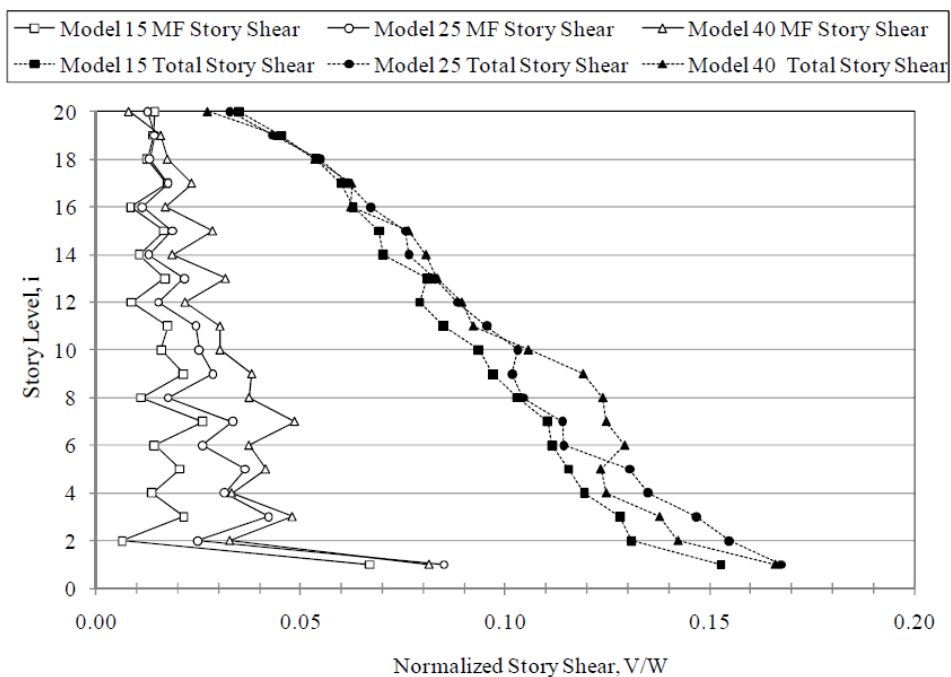 Model 15 MF Story Shear
Model 25 MF Story Shear
Model 40 MF Story Shear
Model 15 Total Story Shear
Model 25 Total Story Shear
Model 40 Total Story Shear
20
18
16
14
12
10
8
6
4
2
0
Story Level, i
0.00
0.05
0.10
0.15
0.20
Normalized Story Shear, V/W